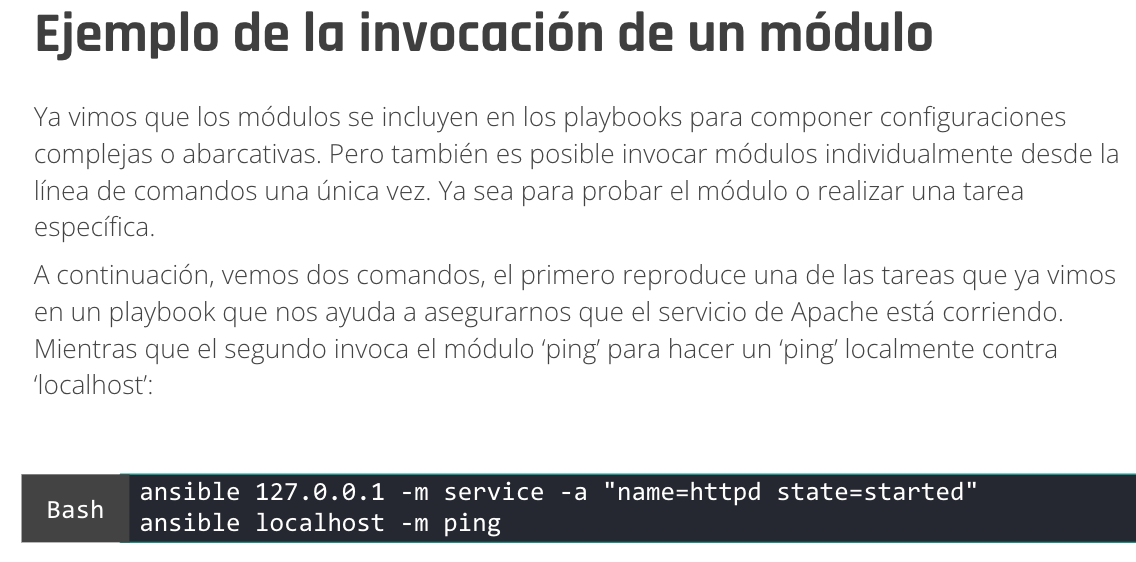 Ejemplo de la invocación de un módulo
Ya vimos que los módulos se incluyen en los playbooks para componer configuraciones
complejas o abarcativas. Pero también es posible invocar módulos individualmente desde la
línea de comandos una única vez. Ya sea para probar el módulo o realizar una tarea
específica.
A continuación, vemos dos comandos, el primero reproduce una de las tareas que ya vimos
en un playbook que nos ayuda a asegurarnos que el servicio de Apache está corriendo.
Mientras que el segundo invoca el módulo ‘ping’ para hacer un ‘ping’ localmente contra
‘localhost’:
Bash
ansible 127.0.0.1 -m service -a "name=httpd state=started"
ansible localhost -m ping